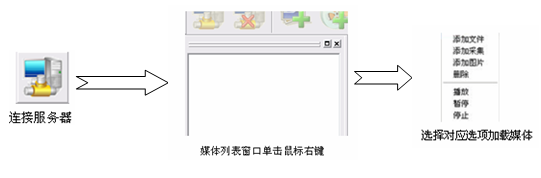 连接服务器
媒体列表窗口单击鼠标右键
添加文件
添加采集
添加图片
删除
播放
暂停
停止
选择对应选项加载媒体